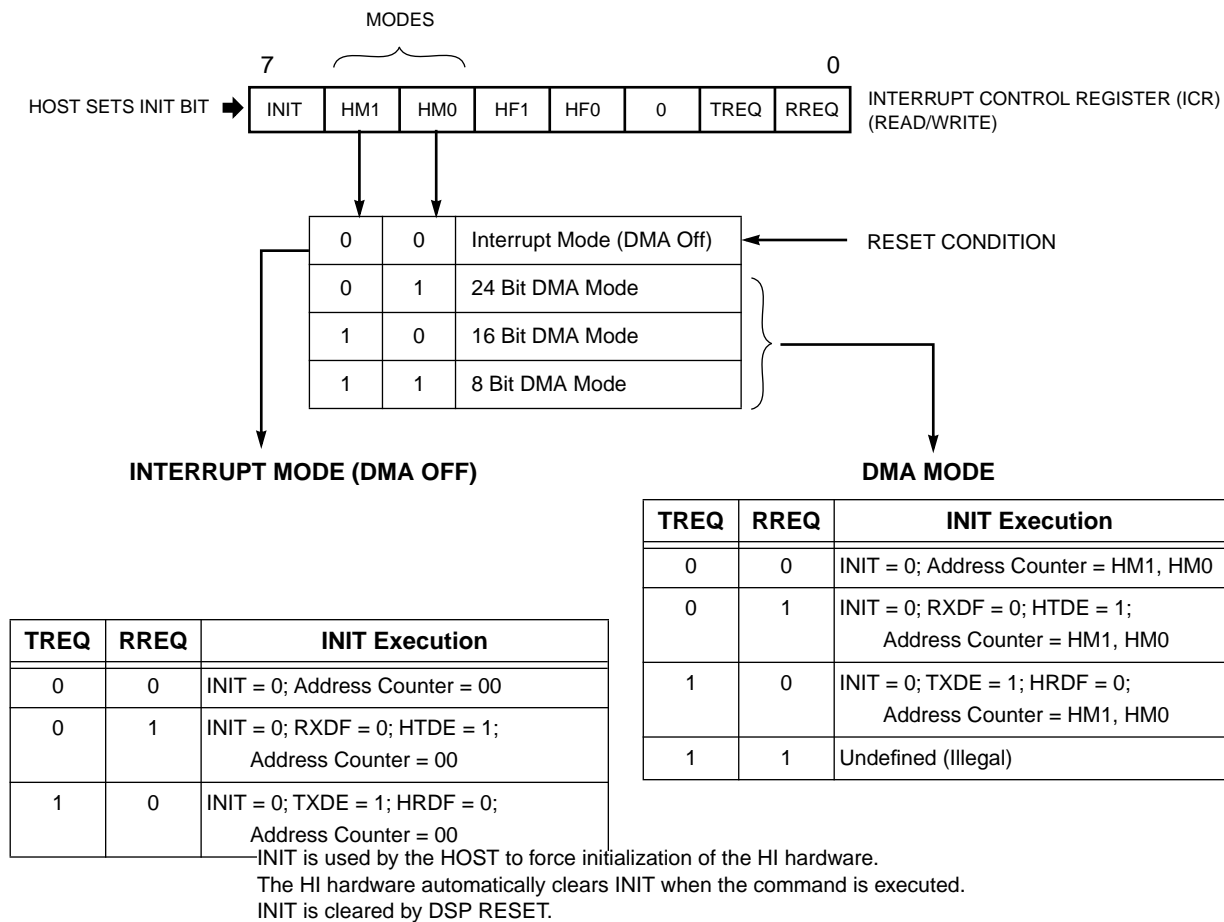 MODES
7 0
HOST SETS INIT BIT INIT HM1 HM0 HF1 HF0 0 TREQ RREQ INTERRUPT CONTROL REGISTER (ICR)
(READ/WRITE)
0 0 Interrupt Mode (DMA Off) RESET CONDITION
0 1 24 Bit DMA Mode
1 0 16 Bit DMA Mode
1 1 8 Bit DMA Mode
INTERRUPT MODE (DMA OFF)
TREQ RREQ INIT Execution
0 0 INIT = 0; Address Counter = 00
0 1 INIT = 0; RXDF = 0; HTDE = 1;
Address Counter = 00
1 0 INIT = 0; TXDE = 1; HRDF = 0;
Address Counter = 00
DMA MODE
TREQ RREQ INIT Execution
0 0 INIT = 0; Address Counter = HM1, HM0
0 1 INIT = 0; RXDF = 0; HTDE = 1;
Address Counter = HM1, HM0
1 0 INIT = 0; TXDE = 1; HRDF = 0;
Address Counter = HM1, HM0
1 1 Undefined (Illegal)
INIT is used by the HOST to force initialization of the HI hardware.
The HI hardware automatically clears INIT when the command is executed.
INIT is cleared by DSP RESET.